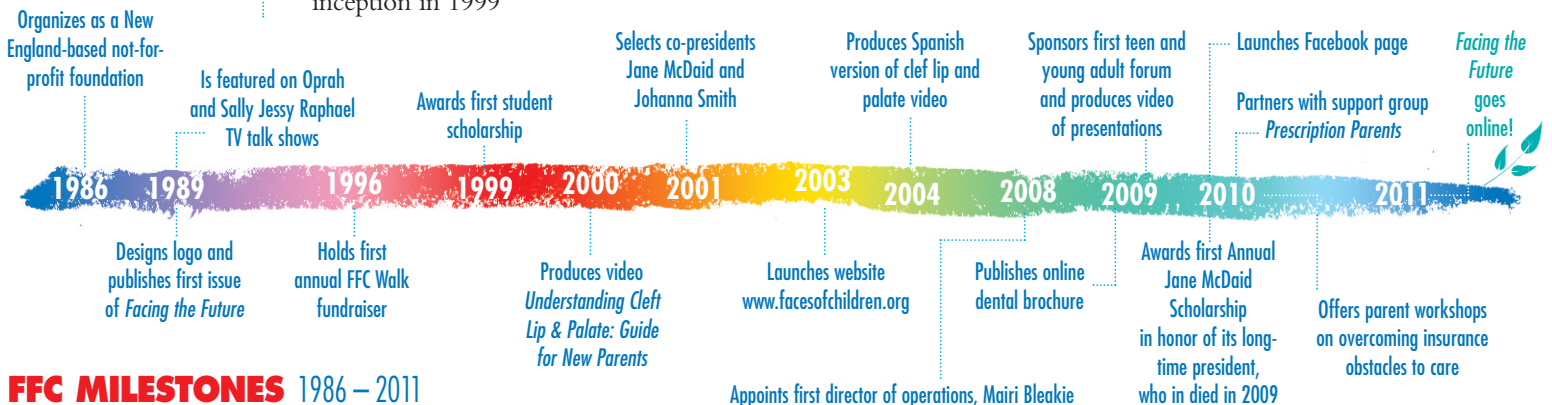 inception in 1999
Organizes as a New
England-based not-for-
profit foundation
Is featured on Oprah
and Sally Jessy Raphael
TV talk shows
Awards first student
scholarship
Selects co-presidents
Jane McDaid and
Johanna Smith
Produces Spanish
version of clef lip and
palate video
Sponsors first teen and
young adult forum
and produces video
of presentations
Launches Facebook page
Partners with support group
Prescription Parents
Facing the
Future
goes
online!
1986 1989 1996 1999 2000 2001 2003 2004 2008 2009 2010 2011
Designs logo and
publishes first issue
of Facing the Future
Holds first
annual FFC Walk
fundraiser
Produces video
Understanding Cleft
Lip & Palate: Guide
for New Parents
Launches website
www.facesofchildren.org
Appoints first director of operations, Mairi Bleakie
Publishes online
dental brochure
Awards first Annual
Jane McDaid
Scholarship
in honor of its long-
time president,
who in died in 2009
Offers parent workshops
on overcoming insurance
obstacles to care
FFC MILESTONES 1986 – 2011